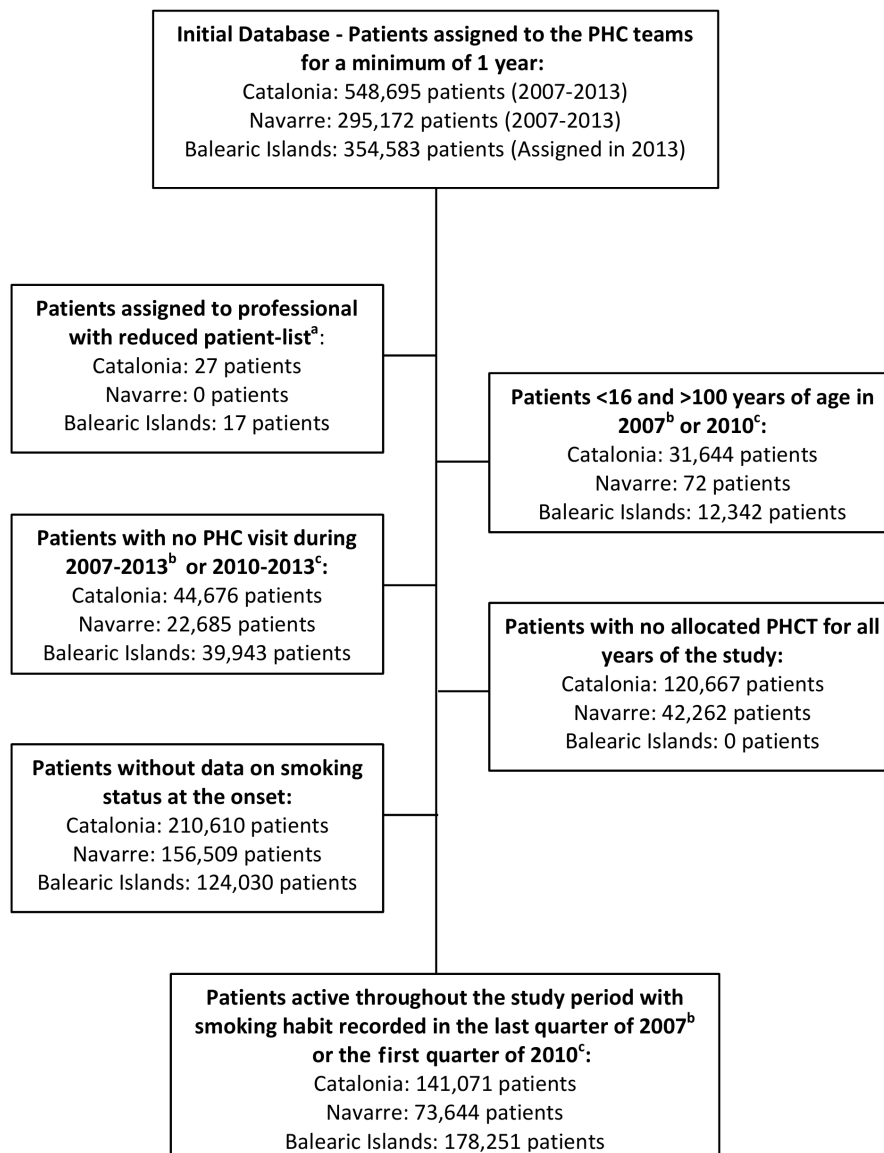 Initial Database - Patients assigned to the PHC teams
for a minimum of 1 year:
Catalonia: 548,695 patients (2007-2013)
Navarre: 295,172 patients (2007-2013)
Balearic Islands: 354,583 patients (Assigned in 2013)
Patients assigned to professional
with reduced patient-listᵃ:
Catalonia: 27 patients
Navarre: 0 patients
Balearic Islands: 17 patients
Patients <16 and >100 years of age in
2007ᵇ or 2010ᶜ:
Catalonia: 31,644 patients
Navarre: 72 patients
Balearic Islands: 12,342 patients
Patients with no PHC visit during
2007-2013ᵇ or 2010-2013ᶜ:
Catalonia: 44,676 patients
Navarre: 22,685 patients
Balearic Islands: 39,943 patients
Patients with no allocated PHCT for all
years of the study:
Catalonia: 120,667 patients
Navarre: 42,262 patients
Balearic Islands: 0 patients
Patients without data on smoking
status at the onset:
Catalonia: 210,610 patients
Navarre: 156,509 patients
Balearic Islands: 124,030 patients
Patients active throughout the study period with
smoking habit recorded in the last quarter of 2007ᵇ
or the first quarter of 2010ᶜ:
Catalonia: 141,071 patients
Navarre: 73,644 patients
Balearic Islands: 178,251 patients